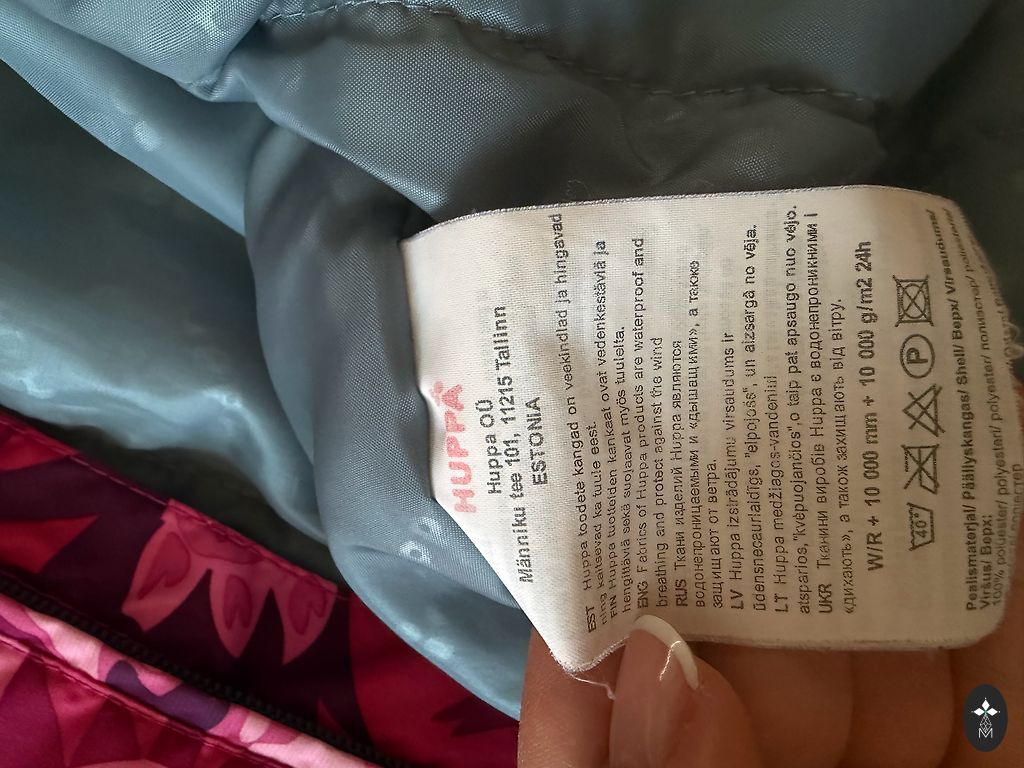 HUPPA
Huppa OÜ
Männiku tee 101, 11215 Tallinn
ESTONIA
EST Huppa toodete kangad on veekindlad ja hingavad
ning kaitsevad ka tuule eest.
FIN Huppa tuotteiden kankaat ovat vedenkestäviä ja
hengittäviä sekä suojaavat myös tuulelta.
ENG Fabrics of Huppa products are waterproof and
breathing and protect against the wind
RUS Ткани изделий Huppa являются
водонепроницаемыми и «дышащими», а также
защищают от ветра.
LV Huppa izstrādājumu virsaudums ir
ūdensnecaurlaidīgs, "elpojošs", un aizsargā no vēja.
LT Huppa medžiagos-vandeniui
atsparios,"kvėpuojančios",o taip pat apsaugo nuo vėjo.
UKR Тканини виробів Huppa є водонепроникними і
«дихають», а також захищають від вітру.
W/R + 10 000 mm + 10 000 g/m2 24h
40° P
Pealismaterjal/ Päällyskangas/ Shell/ Верх/ Virsaudums/
Viršus/ Верх:
100% polyester/ polyesteri/ polyester/ полиэстер/
M